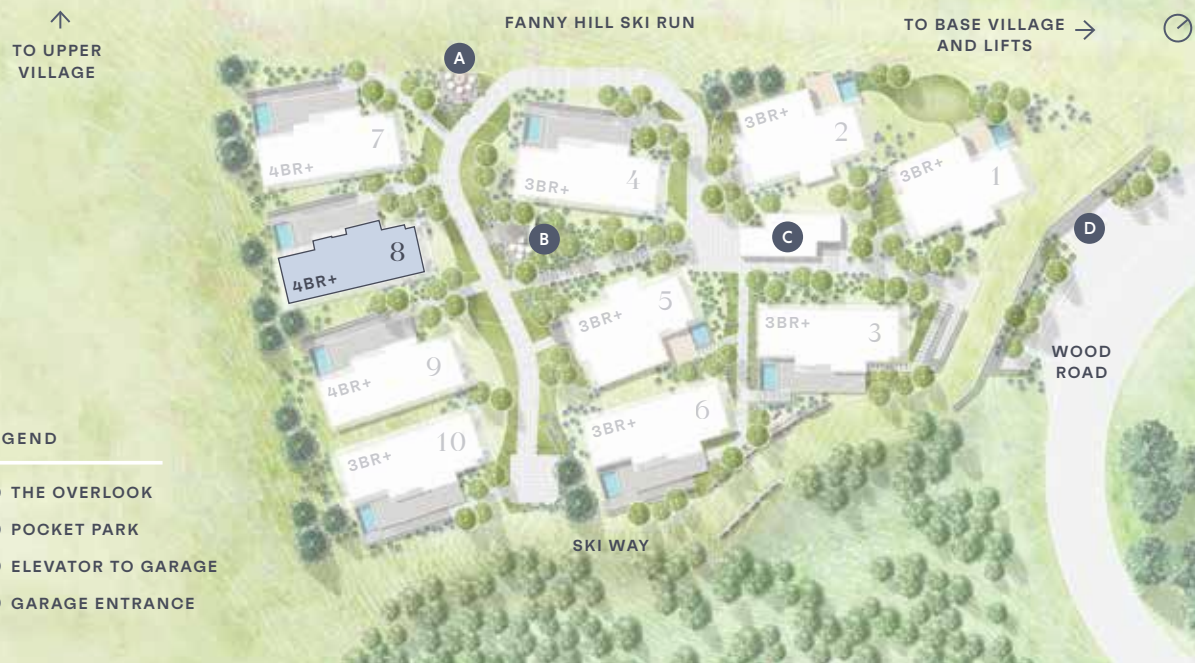 FANNY HILL SKI RUN
TO BASE VILLAGE
AND LIFTS
TO UPPER
VILLAGE
A
7
4BR+
3BR+
4
3BR+
2
3BR+
1
8
4BR+
B
C
D
5
3BR+
3BR+
3
WOOD
ROAD
9
4BR+
6
3BR+
10
3BR+
GEND
THE OVERLOOK
POCKET PARK
ELEVATOR TO GARAGE
GARAGE ENTRANCE
SKI WAY